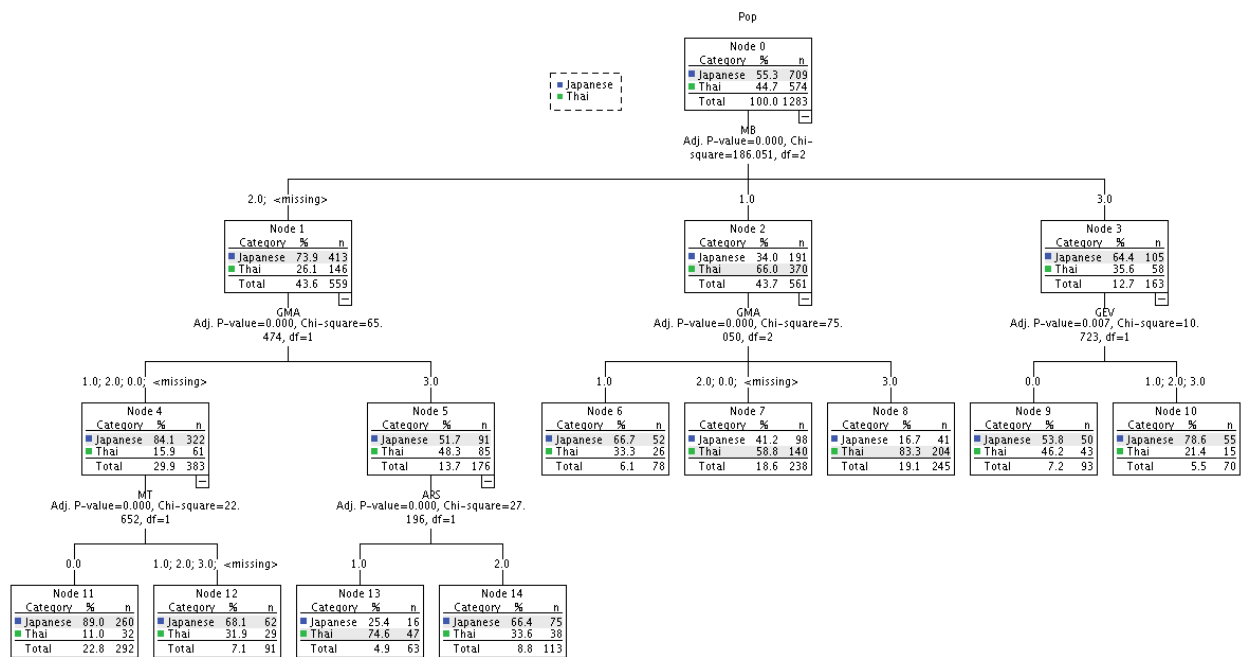 Pop
Japanese
Thai
Node 0
Category % n
Japanese 55.3 709
Thai 44.7 574
Total 100.0 1283
MB
Adj. P-value=0.000, Chi-
square=186.051, df=2
2.0; <missing>
1.0
3.0
Node 1
Category % n
Japanese 73.9 413
Thai 26.1 146
Total 43.6 559
Node 2
Category % n
Japanese 34.0 191
Thai 66.0 370
Total 43.7 561
Node 3
Category % n
Japanese 64.4 105
Thai 35.6 58
Total 12.7 163
GMA
Adj. P-value=0.000, Chi-square=65.
474, df=1
GMA
Adj. P-value=0.000, Chi-square=75.
050, df=2
GEV
Adj. P-value=0.007, Chi-square=10.
723, df=1
1.0; 2.0; 0.0; <missing>
3.0
1.0
2.0; 0.0; <missing>
3.0
0.0
1.0; 2.0; 3.0
Node 4
Category % n
Japanese 84.1 322
Thai 15.9 61
Total 29.9 383
Node 5
Category % n
Japanese 51.7 91
Thai 48.3 85
Total 13.7 176
Node 6
Category % n
Japanese 66.7 52
Thai 33.3 26
Total 6.1 78
Node 7
Category % n
Japanese 41.2 98
Thai 58.8 140
Total 18.6 238
Node 8
Category % n
Japanese 16.7 41
Thai 83.3 204
Total 19.1 245
Node 9
Category % n
Japanese 53.8 50
Thai 46.2 43
Total 7.2 93
Node 10
Category % n
Japanese 78.6 55
Thai 21.4 15
Total 5.5 70
MT
Adj. P-value=0.000, Chi-square=22.
652, df=1
ARS
Adj. P-value=0.000, Chi-square=27.
196, df=1
0.0
1.0; 2.0; 3.0; <missing>
1.0
2.0
Node 11
Category % n
Japanese 89.0 260
Thai 11.0 32
Total 22.8 292
Node 12
Category % n
Japanese 68.1 62
Thai 31.9 29
Total 7.1 91
Node 13
Category % n
Japanese 25.4 16
Thai 74.6 47
Total 4.9 63
Node 14
Category % n
Japanese 66.4 75
Thai 33.6 38
Total 8.8 113